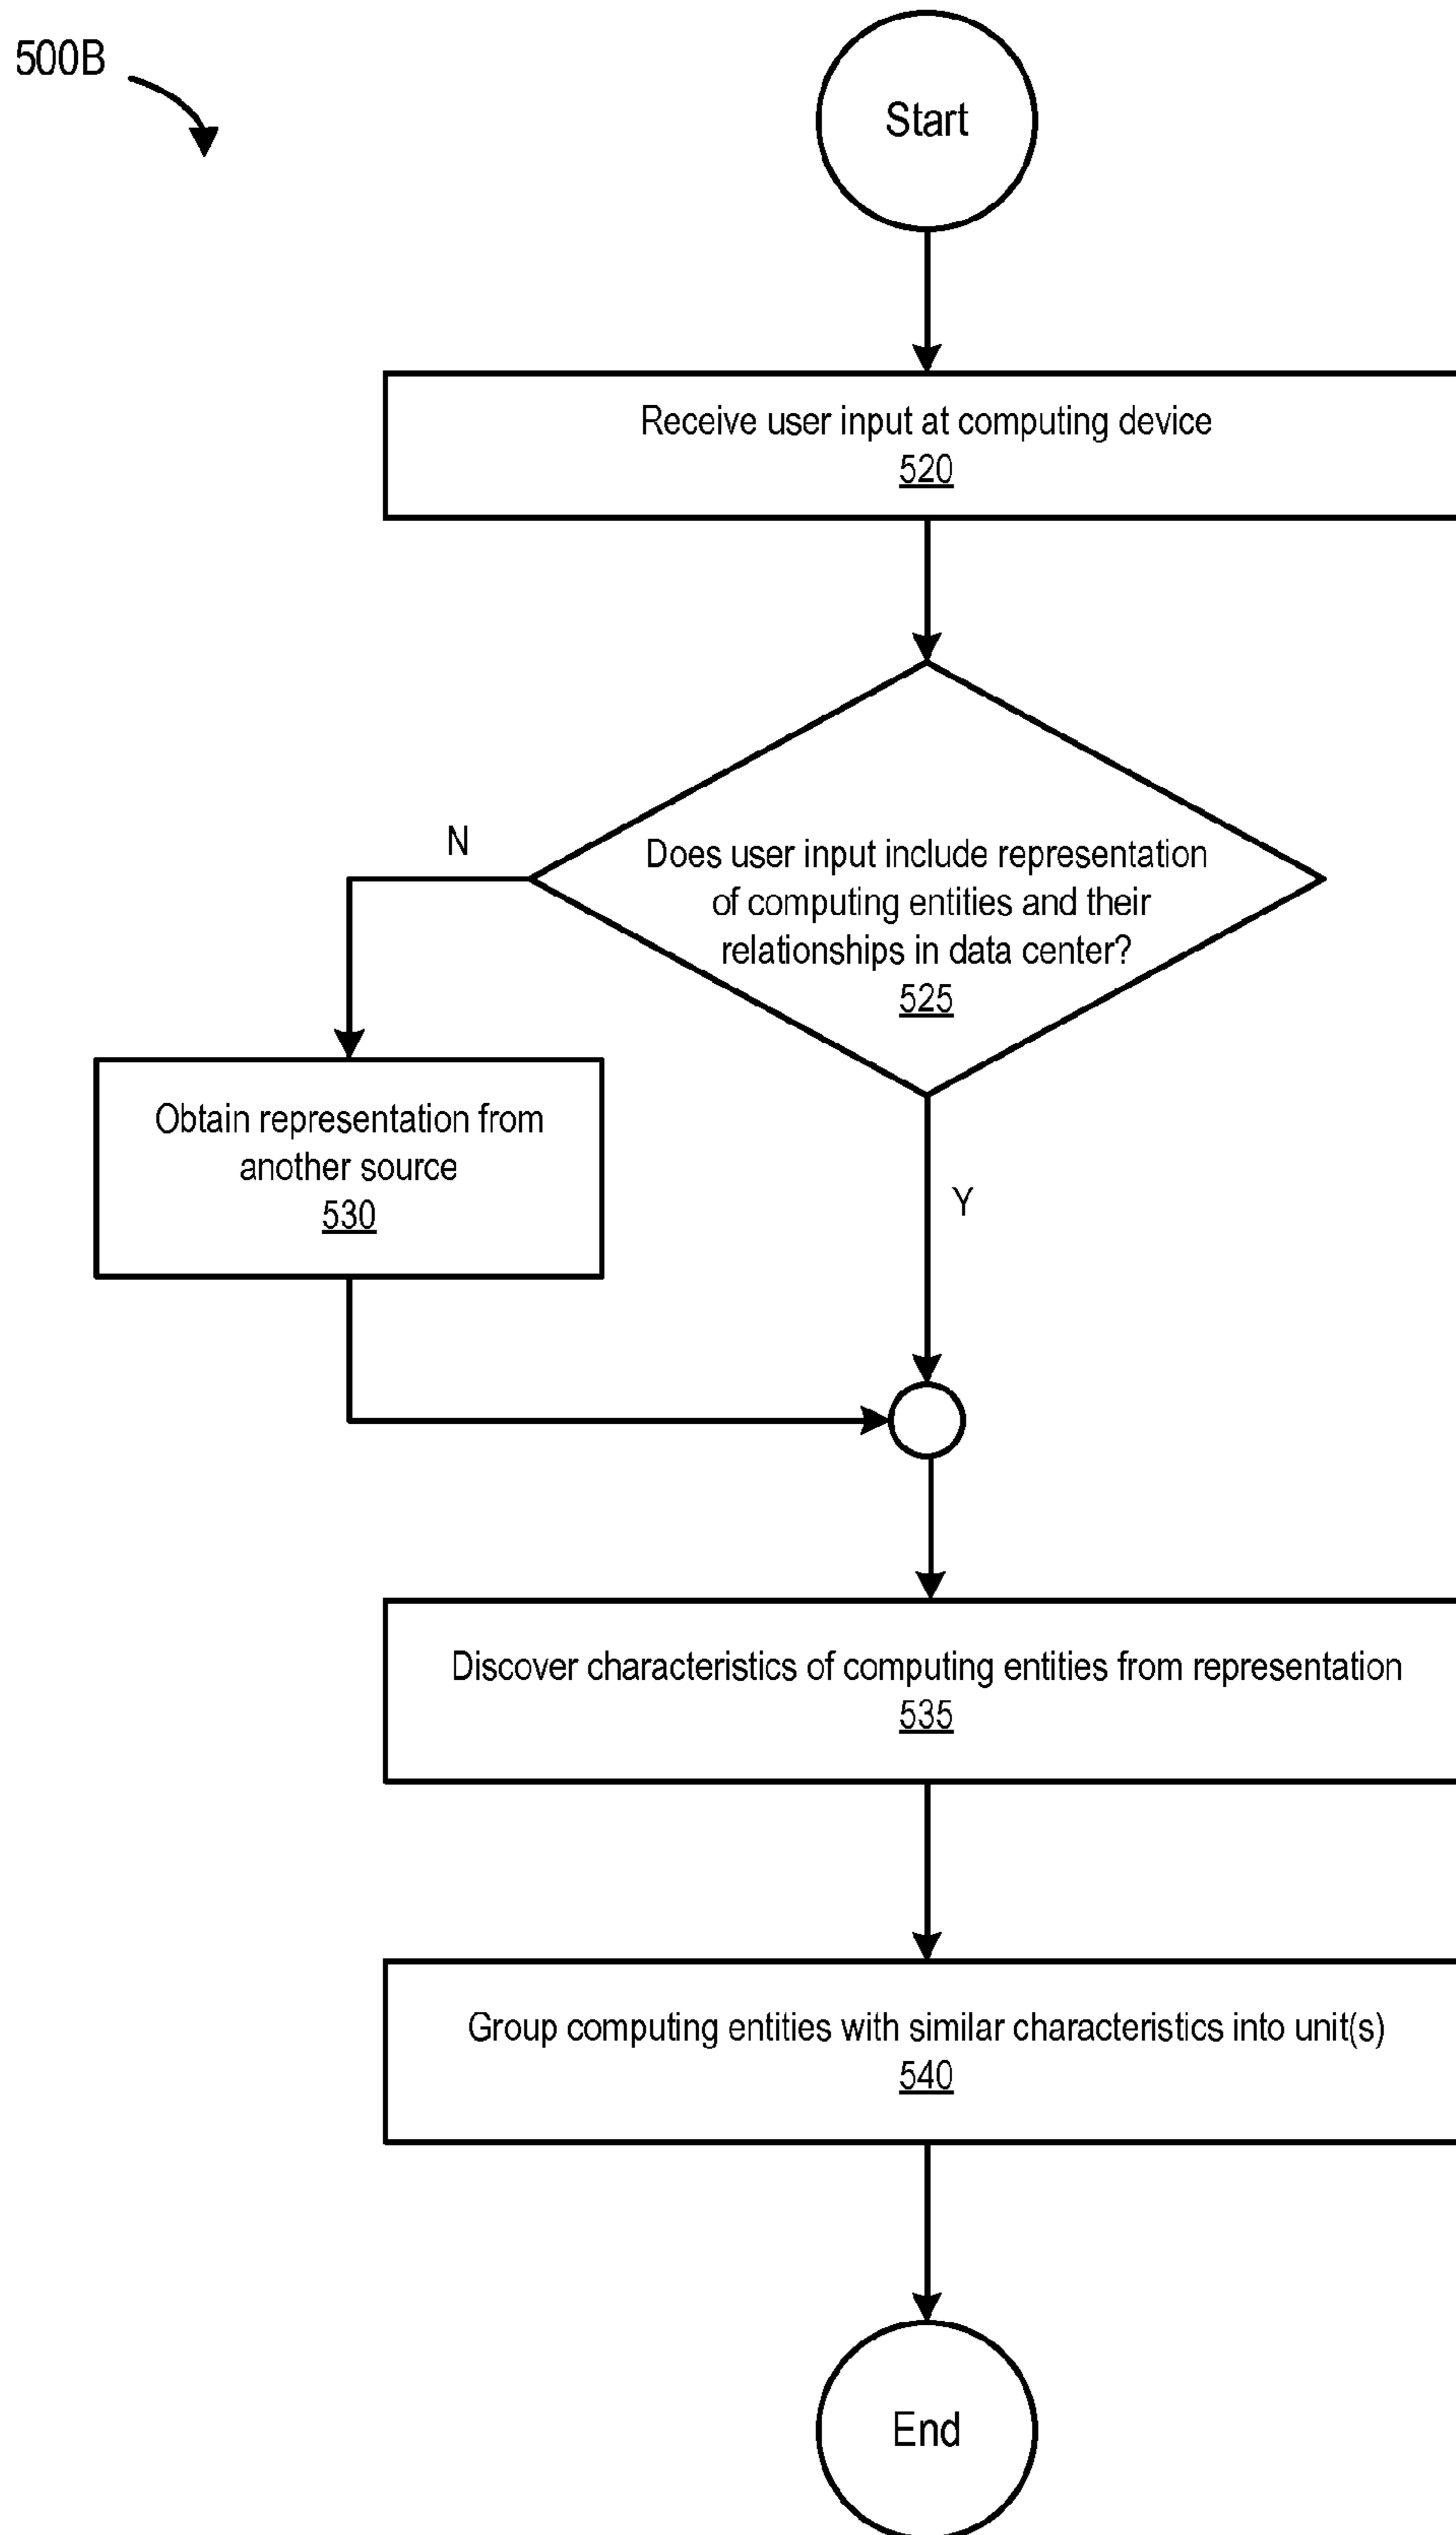 500B
Start
Receive user input at computing device
520
Does user input include representation
of computing entities and their
relationships in data center?
525
N
Obtain representation from
another source
530
Y
Discover characteristics of computing entities from representation
535
Group computing entities with similar characteristics into unit(s)
540
End